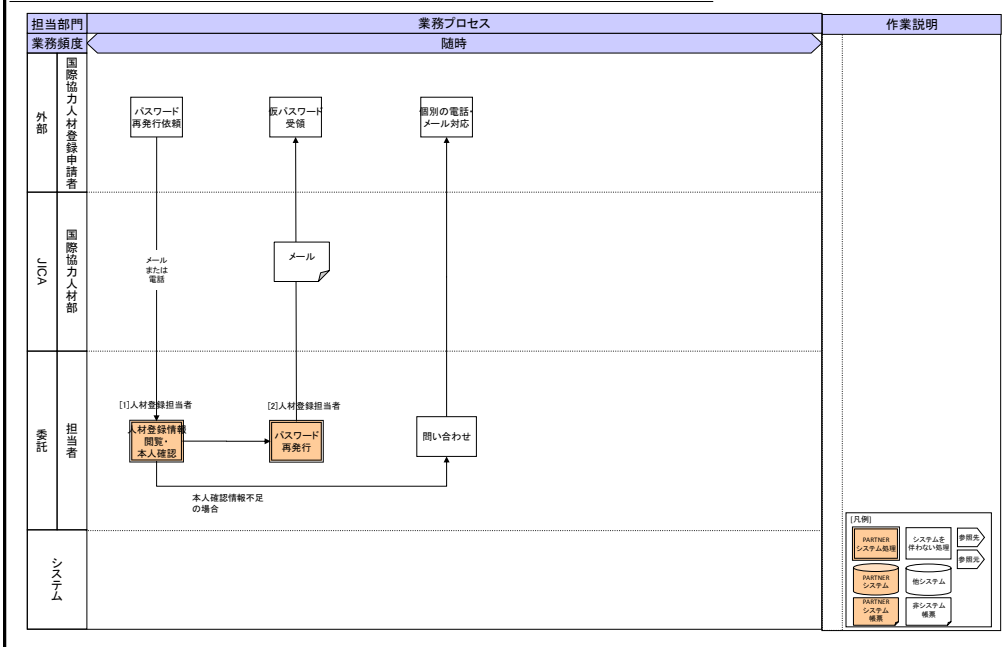 担当部門
業務プロセス
作業説明
業務頻度
随時
外部
国際協力人材登録申請者
パスワード
再発行依頼
仮パスワード
受領
個別の電話・
メール対応
JICA
国際協力人材部
メール
または
電話
メール
委託
担当者
[1]人材登録担当者
人材登録情報
閲覧・
本人確認
[2]人材登録担当者
パスワード
再発行
問い合わせ
本人確認情報不足
の場合
システム
[凡例]
PARTNER
システム処理
システムを
伴わない処理
参照先
参照元
PARTNER
システム
他システム
PARTNER
システム
帳票
非システム
帳票